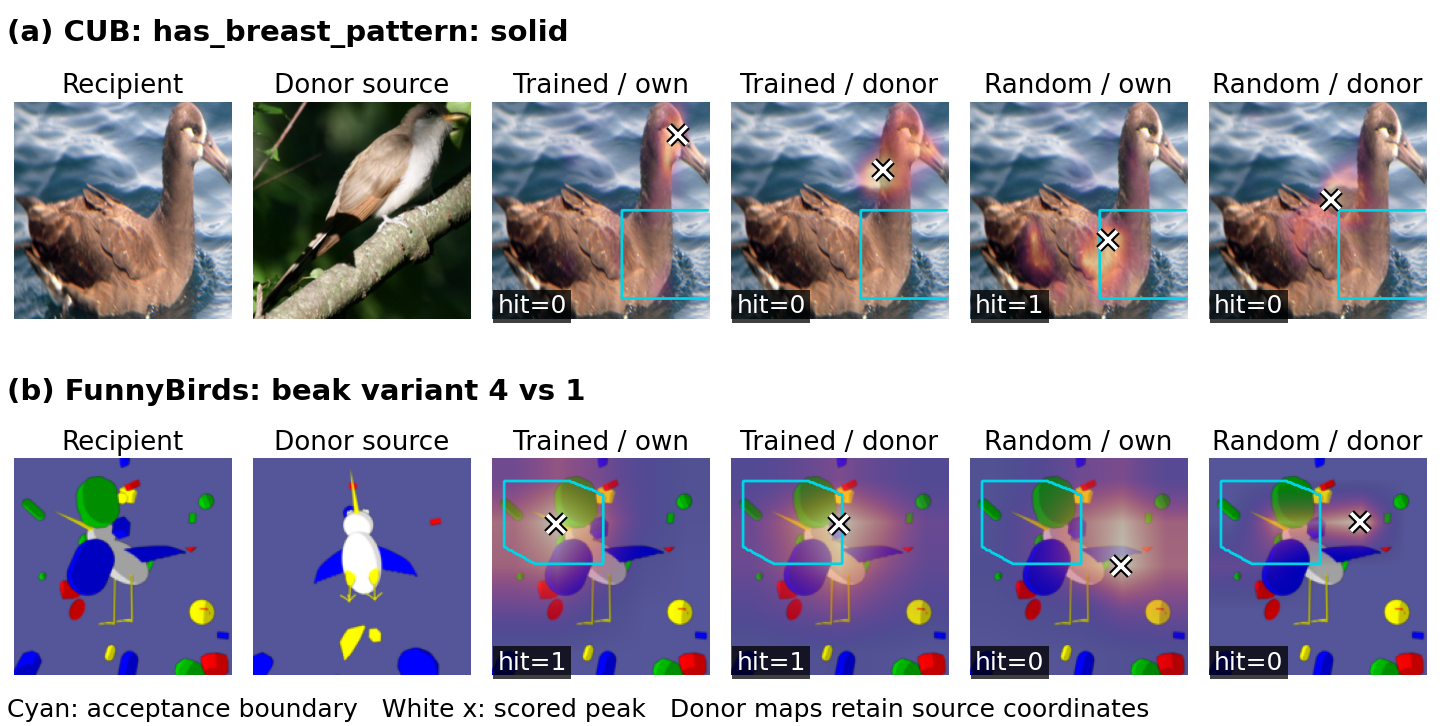 (a) CUB: has_breast_pattern: solid
Recipient Donor source Trained / own Trained / donor Random / own Random / donor
hit=0 hit=0 hit=1 hit=0
(b) FunnyBirds: beak variant 4 vs 1
Recipient Donor source Trained / own Trained / donor Random / own Random / donor
hit=1 hit=1 hit=0 hit=0
Cyan: acceptance boundary White x: scored peak Donor maps retain source coordinates